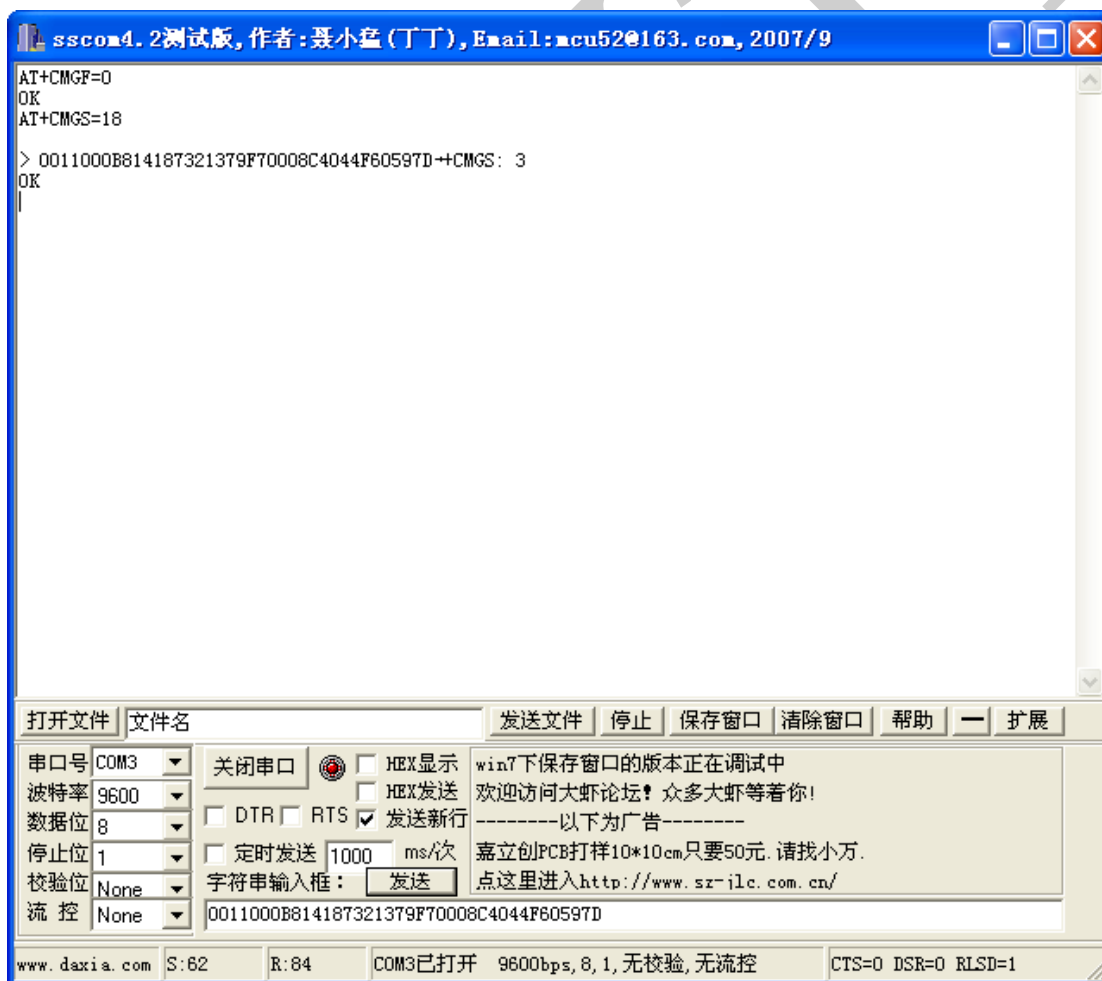 sscom4.2测试版,作者:聂小猛(丁丁),Email:mcu52@163.com,2007/9
AT+CMGF=0
OK
AT+CMGS=18
> 0011000B814187321379F70008C4044F60597D→+CMGS: 3
OK
打开文件 文件名 发送文件 停止 保存窗口 清除窗口 帮助 一 扩展
串口号 COM3 关闭串口 HEX显示 win7下保存窗口的版本正在调试中
波特率 9600 HEX发送 欢迎访问大虾论坛! 众多大虾等着你!
数据位 8 DTR RTS 发送新行 --------以下为广告--------
停止位 1 定时发送 1000 ms/次 嘉立创PCB打样10*10cm只要50元.请找小万.
校验位 None 字符串输入框: 发送 点这里进入http://www.sz-jlc.com.cn/
流 控 None 0011000B814187321379F70008C4044F60597D
www.daxia.com S:62 R:84 COM3已打开 9600bps,8,1,无校验,无流控 CTS=0 DSR=0 RLSD=1